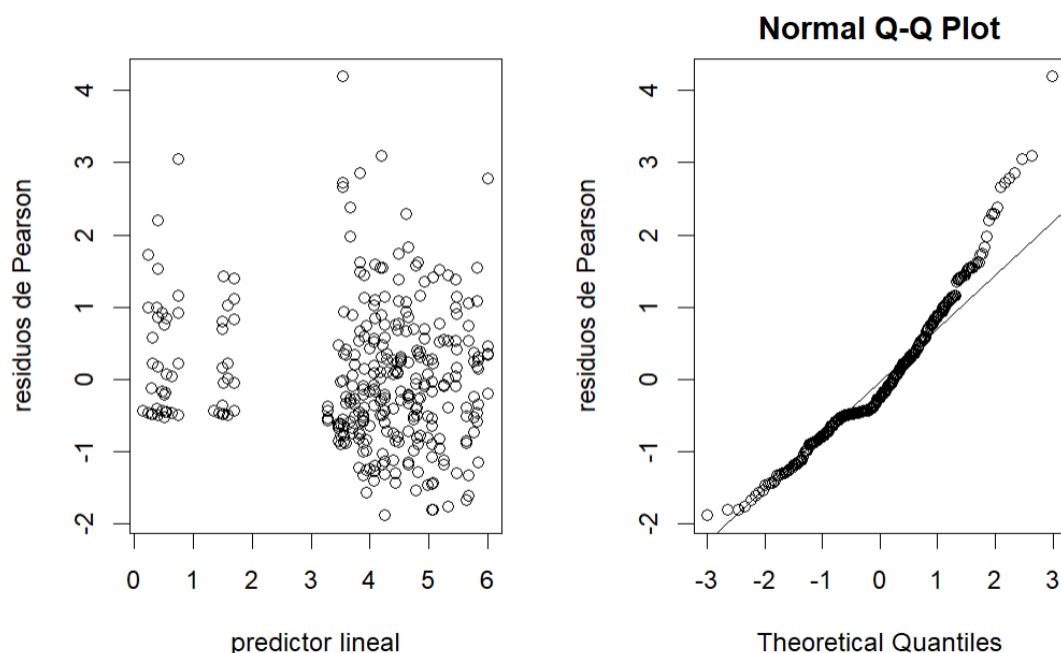 residuos de Pearson
4
3
2
1
0
-1
-2
0 1 2 3 4 5 6
predictor lineal
Normal Q-Q Plot
residuos de Pearson
4
3
2
1
0
-1
-2
-3 -2 -1 0 1 2 3
Theoretical Quantiles